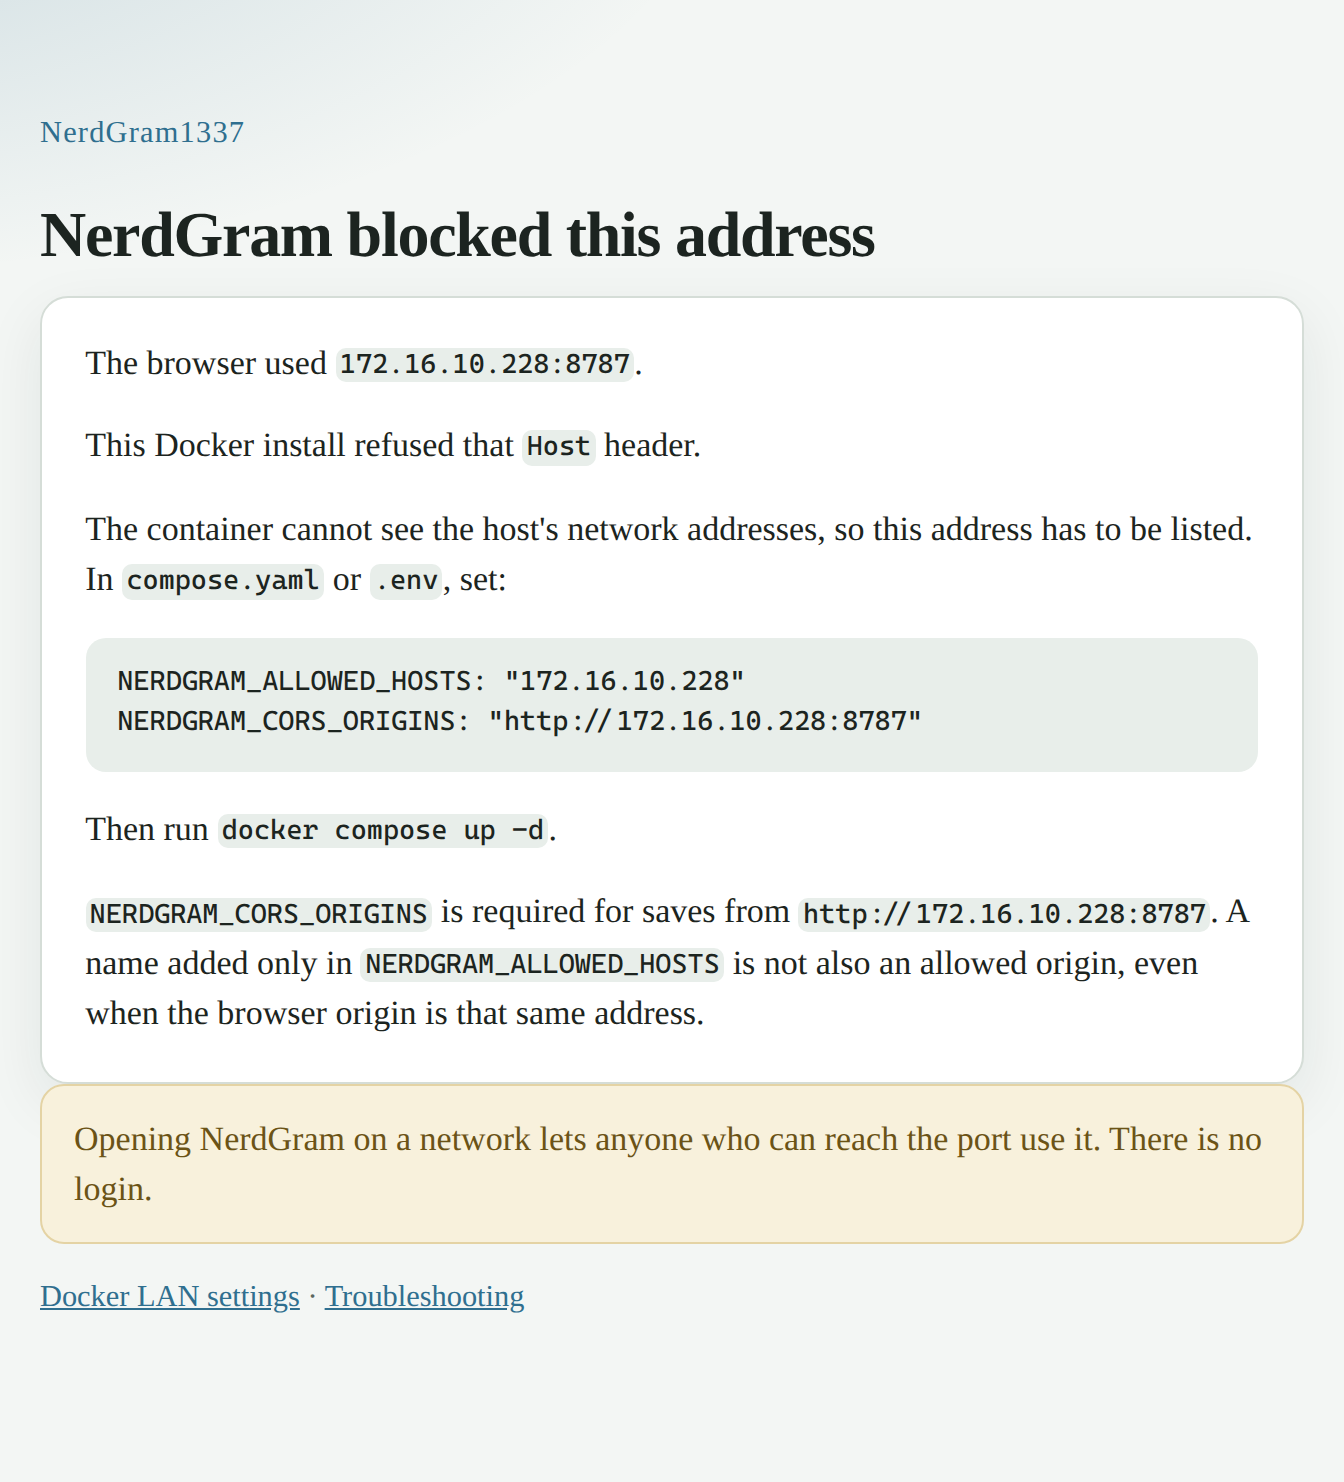 NerdGram1337
NerdGram blocked this address
The browser used 172.16.10.228:8787.
This Docker install refused that Host header.
The container cannot see the host's network addresses, so this address has to be listed.
In compose.yaml or .env, set:
NERDGRAM_ALLOWED_HOSTS: "172.16.10.228"
NERDGRAM_CORS_ORIGINS: "http://172.16.10.228:8787"
Then run docker compose up -d.
NERDGRAM_CORS_ORIGINS is required for saves from http://172.16.10.228:8787. A
name added only in NERDGRAM_ALLOWED_HOSTS is not also an allowed origin, even
when the browser origin is that same address.
Opening NerdGram on a network lets anyone who can reach the port use it. There is no
login.
Docker LAN settings · Troubleshooting